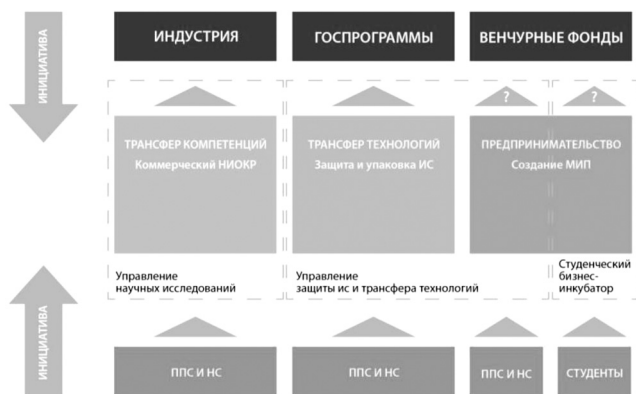 ИНИЦИАТИВА
ИНДУСТРИЯ
ГОСПРОГРАММЫ
ВЕНЧУРНЫЕ ФОНДЫ
?
?
ТРАНСФЕР КОМПЕТЕНЦИЙ
Коммерческий НИОКР
ТРАНСФЕР ТЕХНОЛОГИЙ
Защита и упаковка ИС
ПРЕДПРИНИМАТЕЛЬСТВО
Создание МИП
Управление
научных исследований
Управление
защиты ис и трансфера технологий
Студенческий
бизнес-
инкубатор
ИНИЦИАТИВА
ППС И НС
ППС И НС
ППС И НС
СТУДЕНТЫ